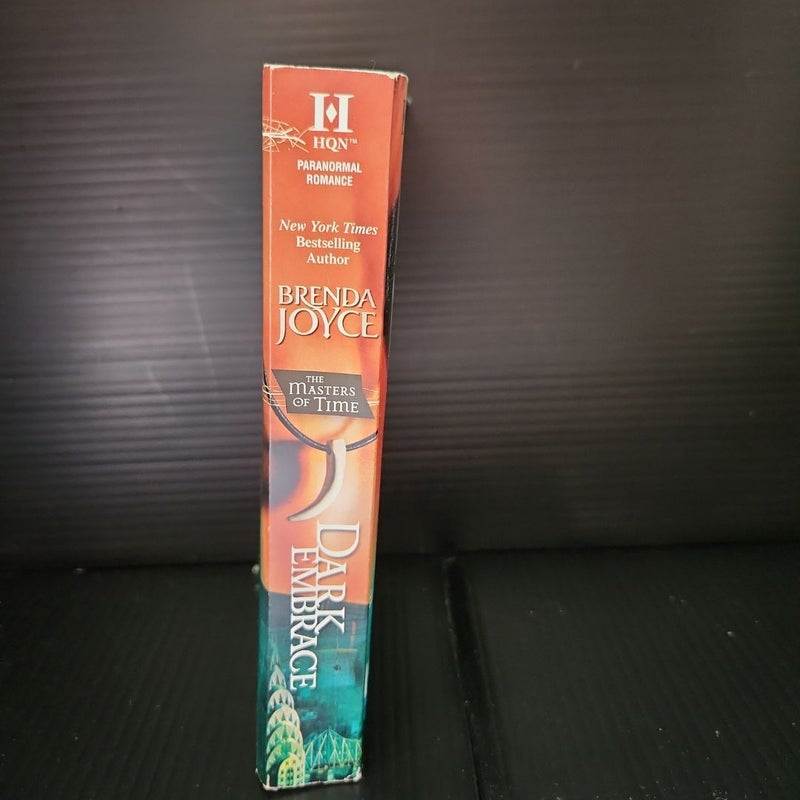 H
HQN™
PARANORMAL
ROMANCE
New York Times
Bestselling
Author
BRENDA
JOYCE
THE
MASTERS
OF TIME
DARK
EMBRACE